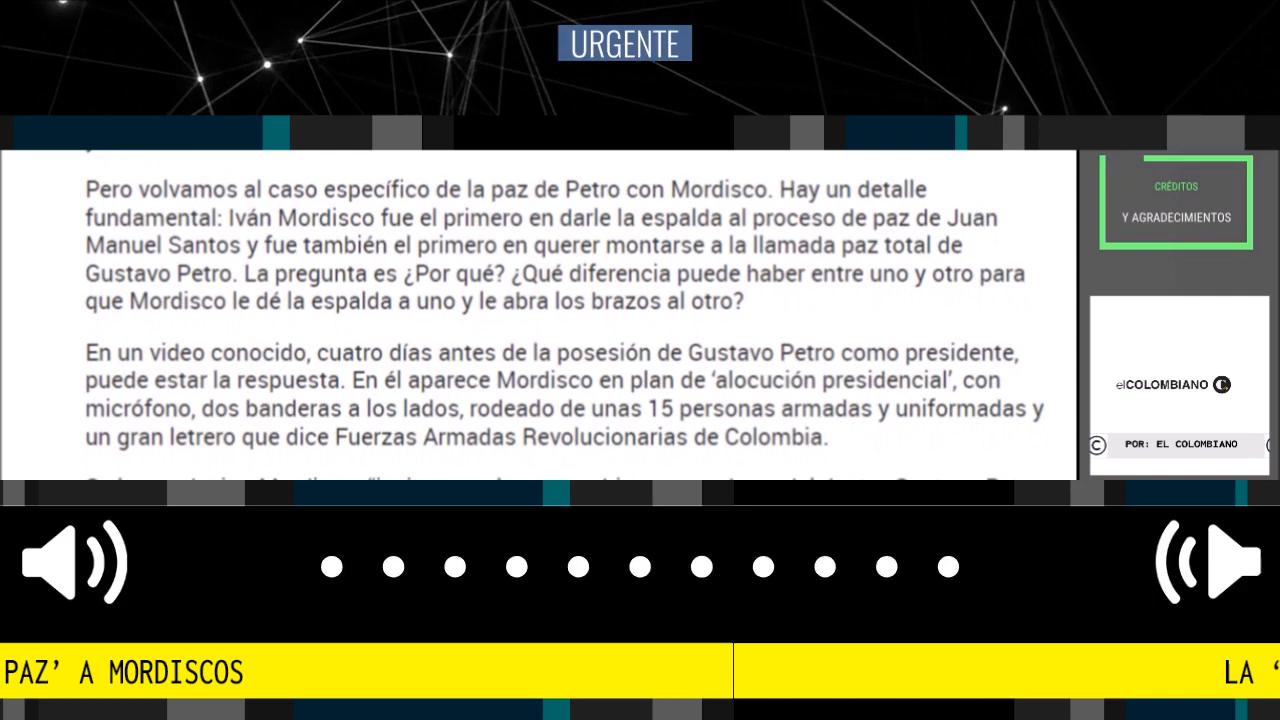 URGENTE
Pero volvamos al caso específico de la paz de Petro con Mordisco. Hay un detalle
fundamental: Iván Mordisco fue el primero en darle la espalda al proceso de paz de Juan
Manuel Santos y fue también el primero en querer montarse a la llamada paz total de
Gustavo Petro. La pregunta es ¿Por qué? ¿Qué diferencia puede haber entre uno y otro para
que Mordisco le dé la espalda a uno y le abra los brazos al otro?
En un video conocido, cuatro días antes de la posesión de Gustavo Petro como presidente,
puede estar la respuesta. En él aparece Mordisco en plan de ‘alocución presidencial’, con
micrófono, dos banderas a los lados, rodeado de unas 15 personas armadas y uniformadas y
un gran letrero que dice Fuerzas Armadas Revolucionarias de Colombia.
CRÉDITOS
Y AGRADECIMIENTOS
elCOLOMBIANO
© POR: EL COLOMBIANO
PAZ’ A MORDISCOS
LA ‘